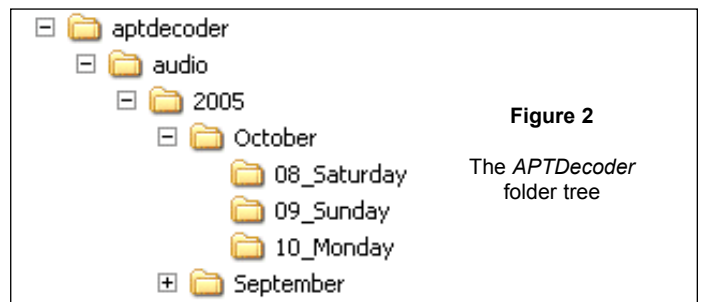 aptdecoder
audio
2005
October
08_Saturday
09_Sunday
10_Monday
September
Figure 2
The APTDecoder
folder tree